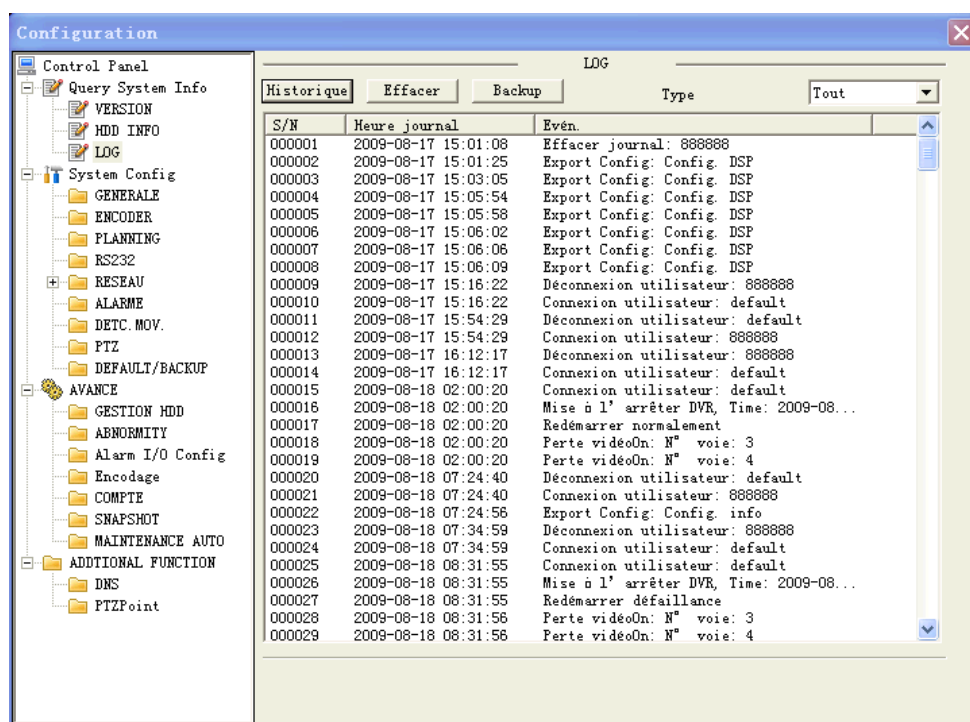 Configuration
Control Panel
Query System Info
VERSION
HDD INFO
LOG
System Config
GENERALE
ENCODER
PLANNING
RS232
RESEAU
ALARME
DETC.MOV.
PTZ
DEFAULT/BACKUP
AVANCE
GESTION HDD
ABNORMITY
Alarm I/O Config
Encodage
COMPTE
SNAPSHOT
MAINTENANCE AUTO
ADDTIONAL FUNCTION
DNS
PTZPoint
LOG
Historique Effacer Backup Type Tout
S/N Heure journal Evén.
000001 2009-08-17 15:01:08 Effacer journal: 888888
000002 2009-08-17 15:01:25 Export Config: Config. DSP
000003 2009-08-17 15:03:05 Export Config: Config. DSP
000004 2009-08-17 15:05:54 Export Config: Config. DSP
000005 2009-08-17 15:05:58 Export Config: Config. DSP
000006 2009-08-17 15:06:02 Export Config: Config. DSP
000007 2009-08-17 15:06:06 Export Config: Config. DSP
000008 2009-08-17 15:06:09 Export Config: Config. DSP
000009 2009-08-17 15:16:22 Déconnexion utilisateur: 888888
000010 2009-08-17 15:16:22 Connexion utilisateur: default
000011 2009-08-17 15:54:29 Déconnexion utilisateur: default
000012 2009-08-17 15:54:29 Connexion utilisateur: 888888
000013 2009-08-17 16:12:17 Déconnexion utilisateur: 888888
000014 2009-08-17 16:12:17 Connexion utilisateur: default
000015 2009-08-18 02:00:20 Connexion utilisateur: default
000016 2009-08-18 02:00:20 Mise à l’ arrêter DVR, Time: 2009-08...
000017 2009-08-18 02:00:20 Redémarrer normalement
000018 2009-08-18 02:00:20 Perte vidéoOn: N° voie: 3
000019 2009-08-18 02:00:20 Perte vidéoOn: N° voie: 4
000020 2009-08-18 07:24:40 Déconnexion utilisateur: default
000021 2009-08-18 07:24:40 Connexion utilisateur: 888888
000022 2009-08-18 07:24:56 Export Config: Config. info
000023 2009-08-18 07:34:59 Déconnexion utilisateur: 888888
000024 2009-08-18 07:34:59 Connexion utilisateur: default
000025 2009-08-18 08:31:55 Connexion utilisateur: default
000026 2009-08-18 08:31:55 Mise à l’ arrêter DVR, Time: 2009-08...
000027 2009-08-18 08:31:55 Redémarrer défaillance
000028 2009-08-18 08:31:56 Perte vidéoOn: N° voie: 3
000029 2009-08-18 08:31:56 Perte vidéoOn: N° voie: 4